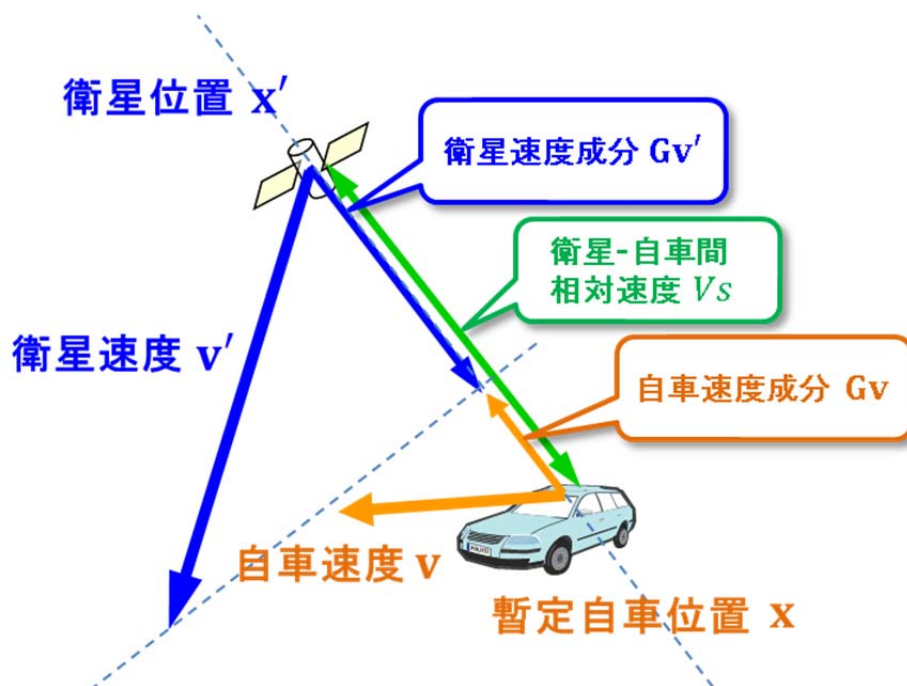 衛星位置 x′
衛星速度成分 Gv′
衛星-自車間
相対速度 Vs
衛星速度 v′
自車速度成分 Gv
自車速度 v
暫定自車位置 x